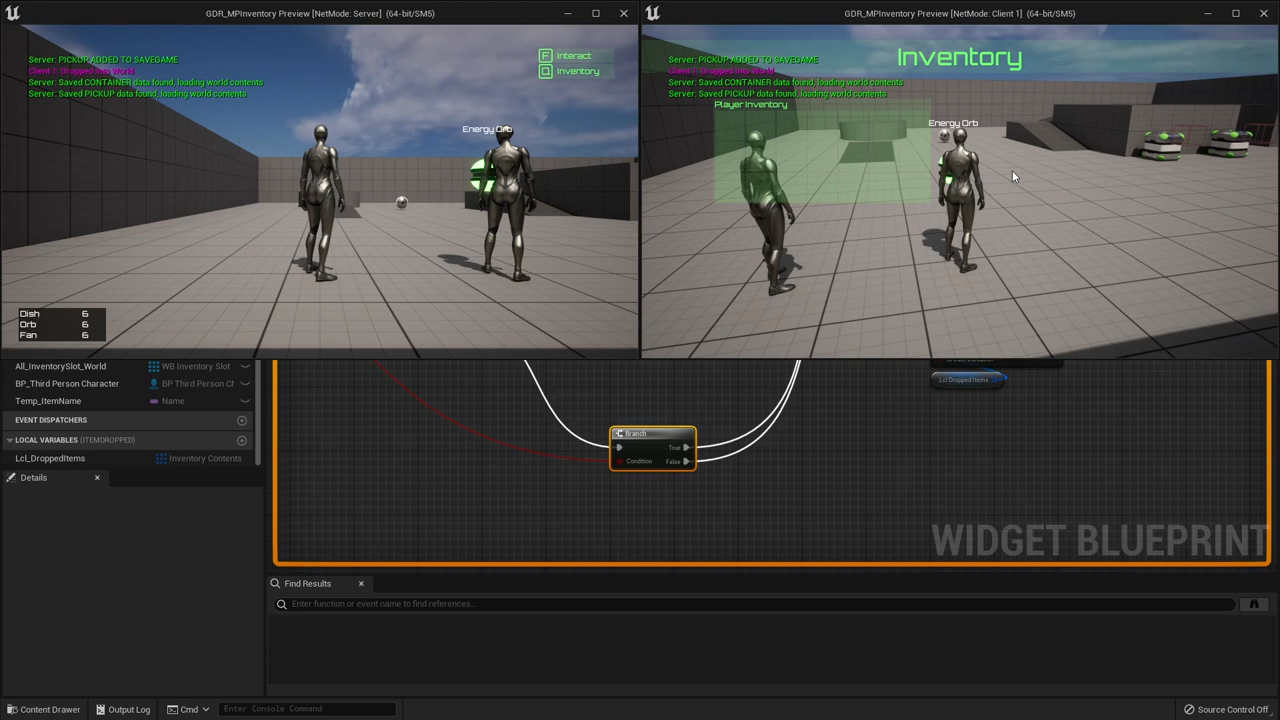 GDR_MPInventory Preview [NetMode: Server] (64-bit/SM5)
Server: PICKUP ADDED TO SAVEGAME
Client 1: Dropped into World
Server: Saved CONTAINER data found, loading world contents
Server: Saved PICKUP data found, loading world contents
F Interact
Inventory
Energy Orb
Dish 6
Orb 6
Fan 6
GDR_MPInventory Preview [NetMode: Client 1] (64-bit/SM5)
Inventory
Server: PICKUP ADDED TO SAVEGAME
Client 1: Dropped into World
Server: Saved CONTAINER data found, loading world contents
Server: Saved PICKUP data found, loading world contents
Player Inventory
Energy Orb
All_InventorySlot_World WB Inventory Slot
BP_Third Person Character BP Third Person Ch
Temp_ItemName Name
EVENT DISPATCHERS
LOCAL VARIABLES (ITEMDROPPED)
Lcl_DroppedItems Inventory Contents
Details
Lcl Dropped Items
Branch
True
Condition False
WIDGET BLUEPRINT
Find Results
Enter function or event name to find references...
Content Drawer Output Log Cmd Enter Console Command Source Control Off